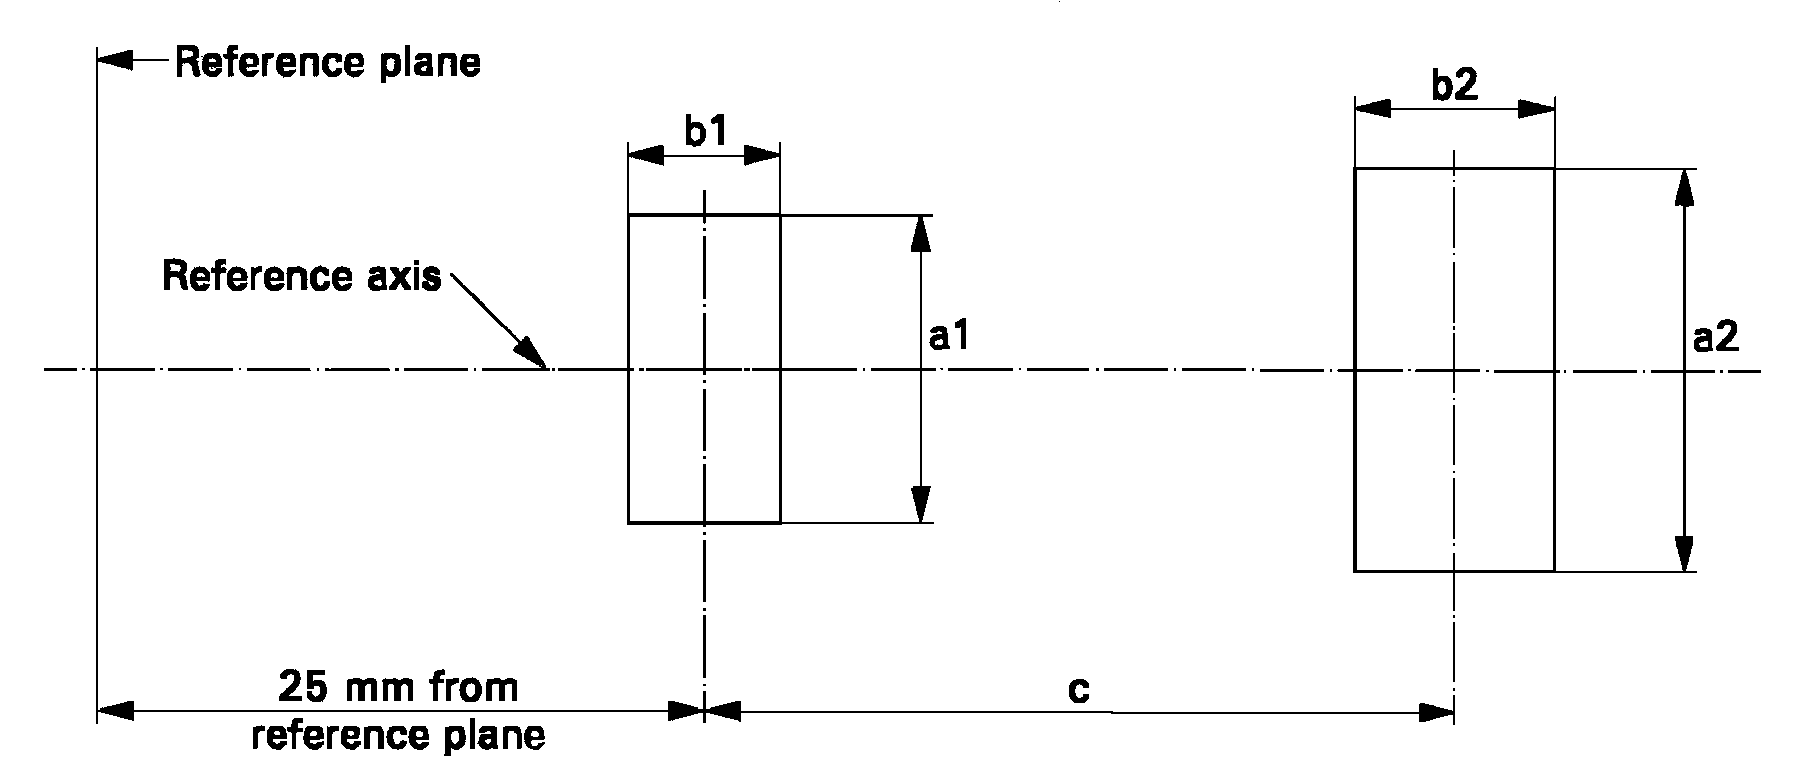 Reference plane
b2
b1
Reference axis
a1
a2
25 mm from
reference plane
c